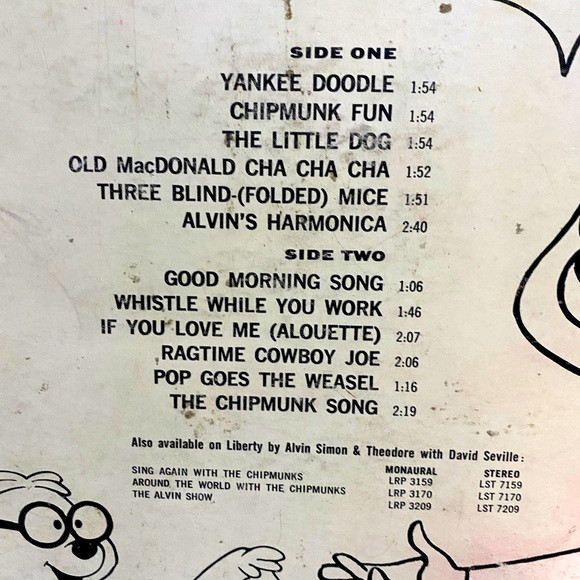 SIDE ONE
YANKEE DOODLE 1:54
CHIPMUNK FUN 1:54
THE LITTLE DOG 1:54
OLD MacDONALD CHA CHA CHA 1:52
THREE BLIND-(FOLDED) MICE 1:51
ALVIN'S HARMONICA 2:40
SIDE TWO
GOOD MORNING SONG 1:06
WHISTLE WHILE YOU WORK 1:46
IF YOU LOVE ME (ALOUETTE) 2:07
RAGTIME COWBOY JOE 2:06
POP GOES THE WEASEL 1:16
THE CHIPMUNK SONG 2:19
Also available on Liberty by Alvin Simon & Theodore with David Seville:
MONAURAL STEREO
SING AGAIN WITH THE CHIPMUNKS LRP 3159 LST 7159
AROUND THE WORLD WITH THE CHIPMUNKS LRP 3170 LST 7170
THE ALVIN SHOW LRP 3209 LST 7209